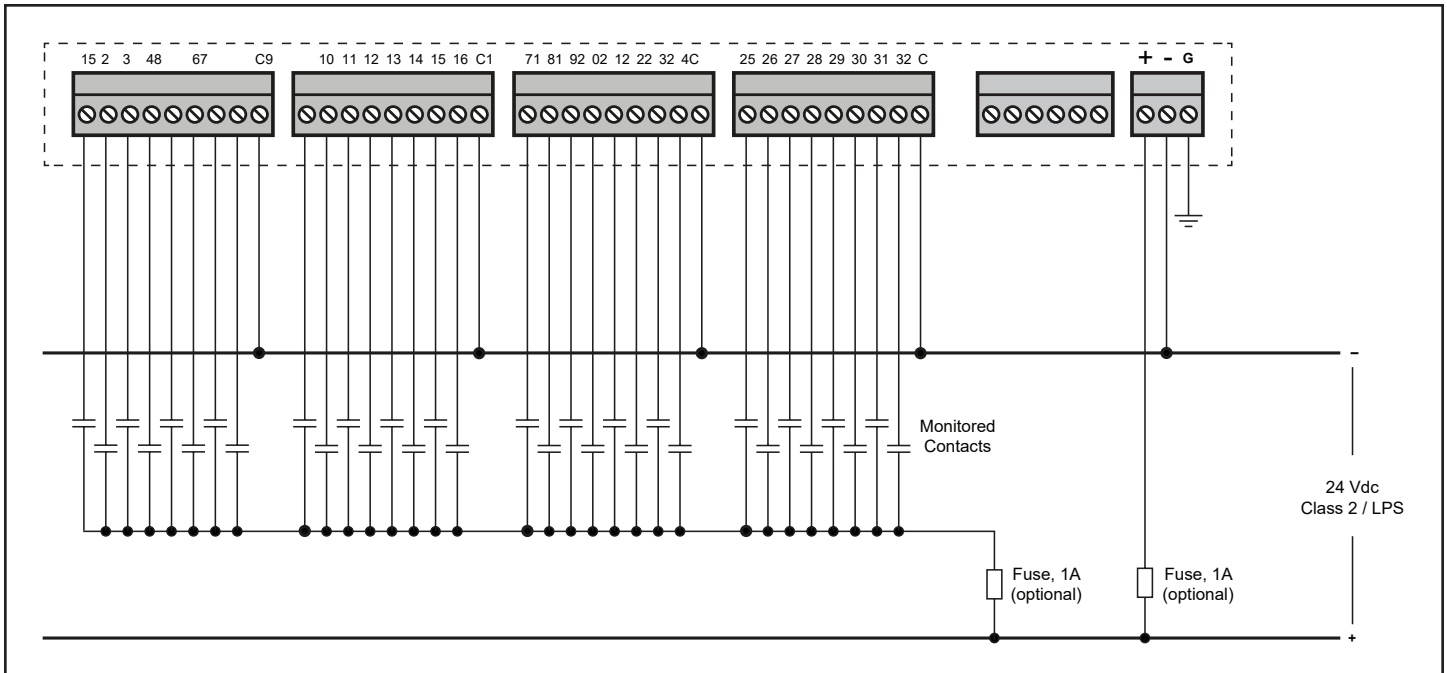 15 2 3 48 67 C9
10 11 12 13 14 15 16 C1
71 81 92 02 12 22 32 4C
25 26 27 28 29 30 31 32 C
+ - G
Monitored
Contacts
-
24 Vdc
Class 2 / LPS
+
Fuse, 1A
(optional)
Fuse, 1A
(optional)